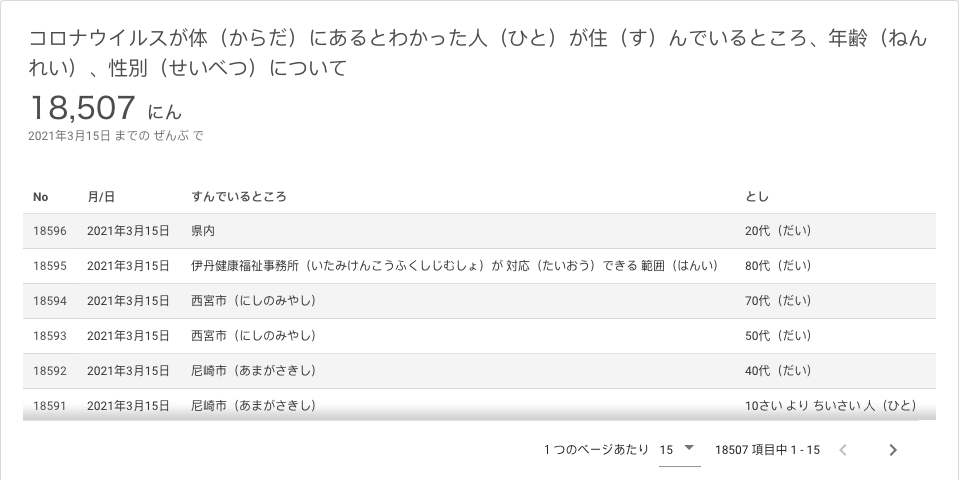 コロナウイルスが体（からだ）にあるとわかった人（ひと）が住（す）んでいるところ、年齢（ねん
れい）、性別（せいべつ）について
18,507 にん
2021年3月15日 までの ぜんぶ で
No 月/日 すんでいるところ とし
18596 2021年3月15日 県内 20代（だい）
18595 2021年3月15日 伊丹健康福祉事務所（いたみけんこうふくしじむしょ）が 対応（たいおう）できる 範囲（はんい） 80代（だい）
18594 2021年3月15日 西宮市（にしのみやし） 70代（だい）
18593 2021年3月15日 西宮市（にしのみやし） 50代（だい）
18592 2021年3月15日 尼崎市（あまがさきし） 40代（だい）
18591 2021年3月15日 尼崎市（あまがさきし） 10さい より ちいさい 人（ひと）
1 つのページあたり 15 18507 項目中 1 - 15